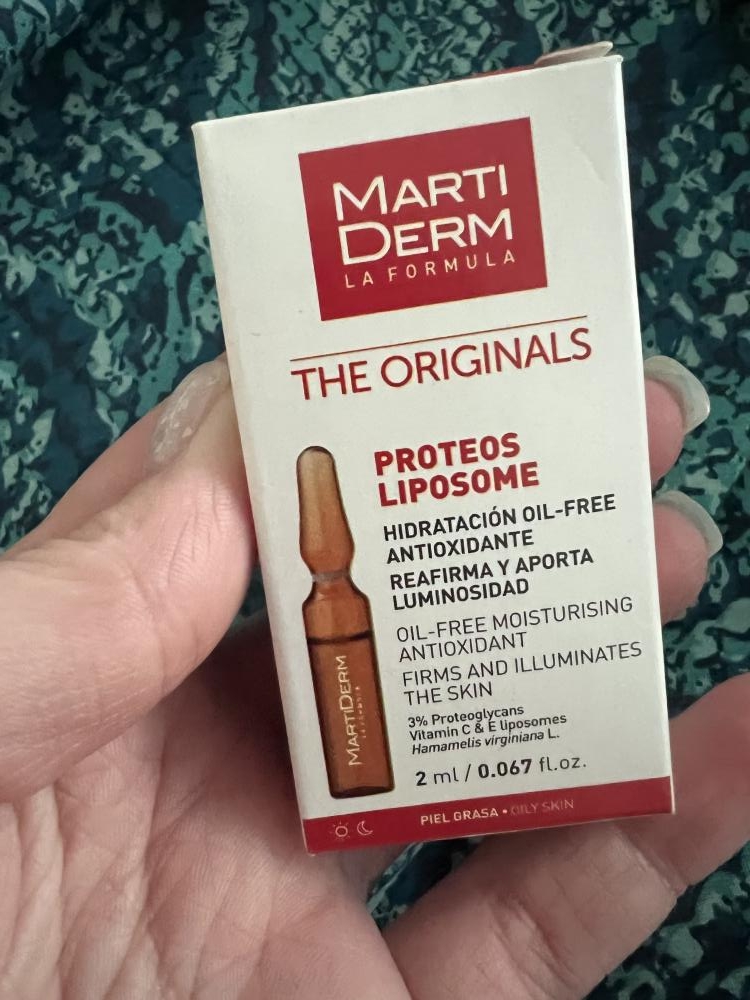 MARTI
DERM
LA FORMULA
THE ORIGINALS
PROTEOS
LIPOSOME
HIDRATACIÓN OIL-FREE
ANTIOXIDANTE
REAFIRMA Y APORTA
LUMINOSIDAD
OIL-FREE MOISTURISING
ANTIOXIDANT
FIRMS AND ILLUMINATES
THE SKIN
3% Proteoglycans
Vitamin C & E liposomes
Hamamelis virginiana L.
2 ml / 0.067 fl.oz.
MARTIDERM
LA FORMULA
PIEL GRASA • OILY SKIN